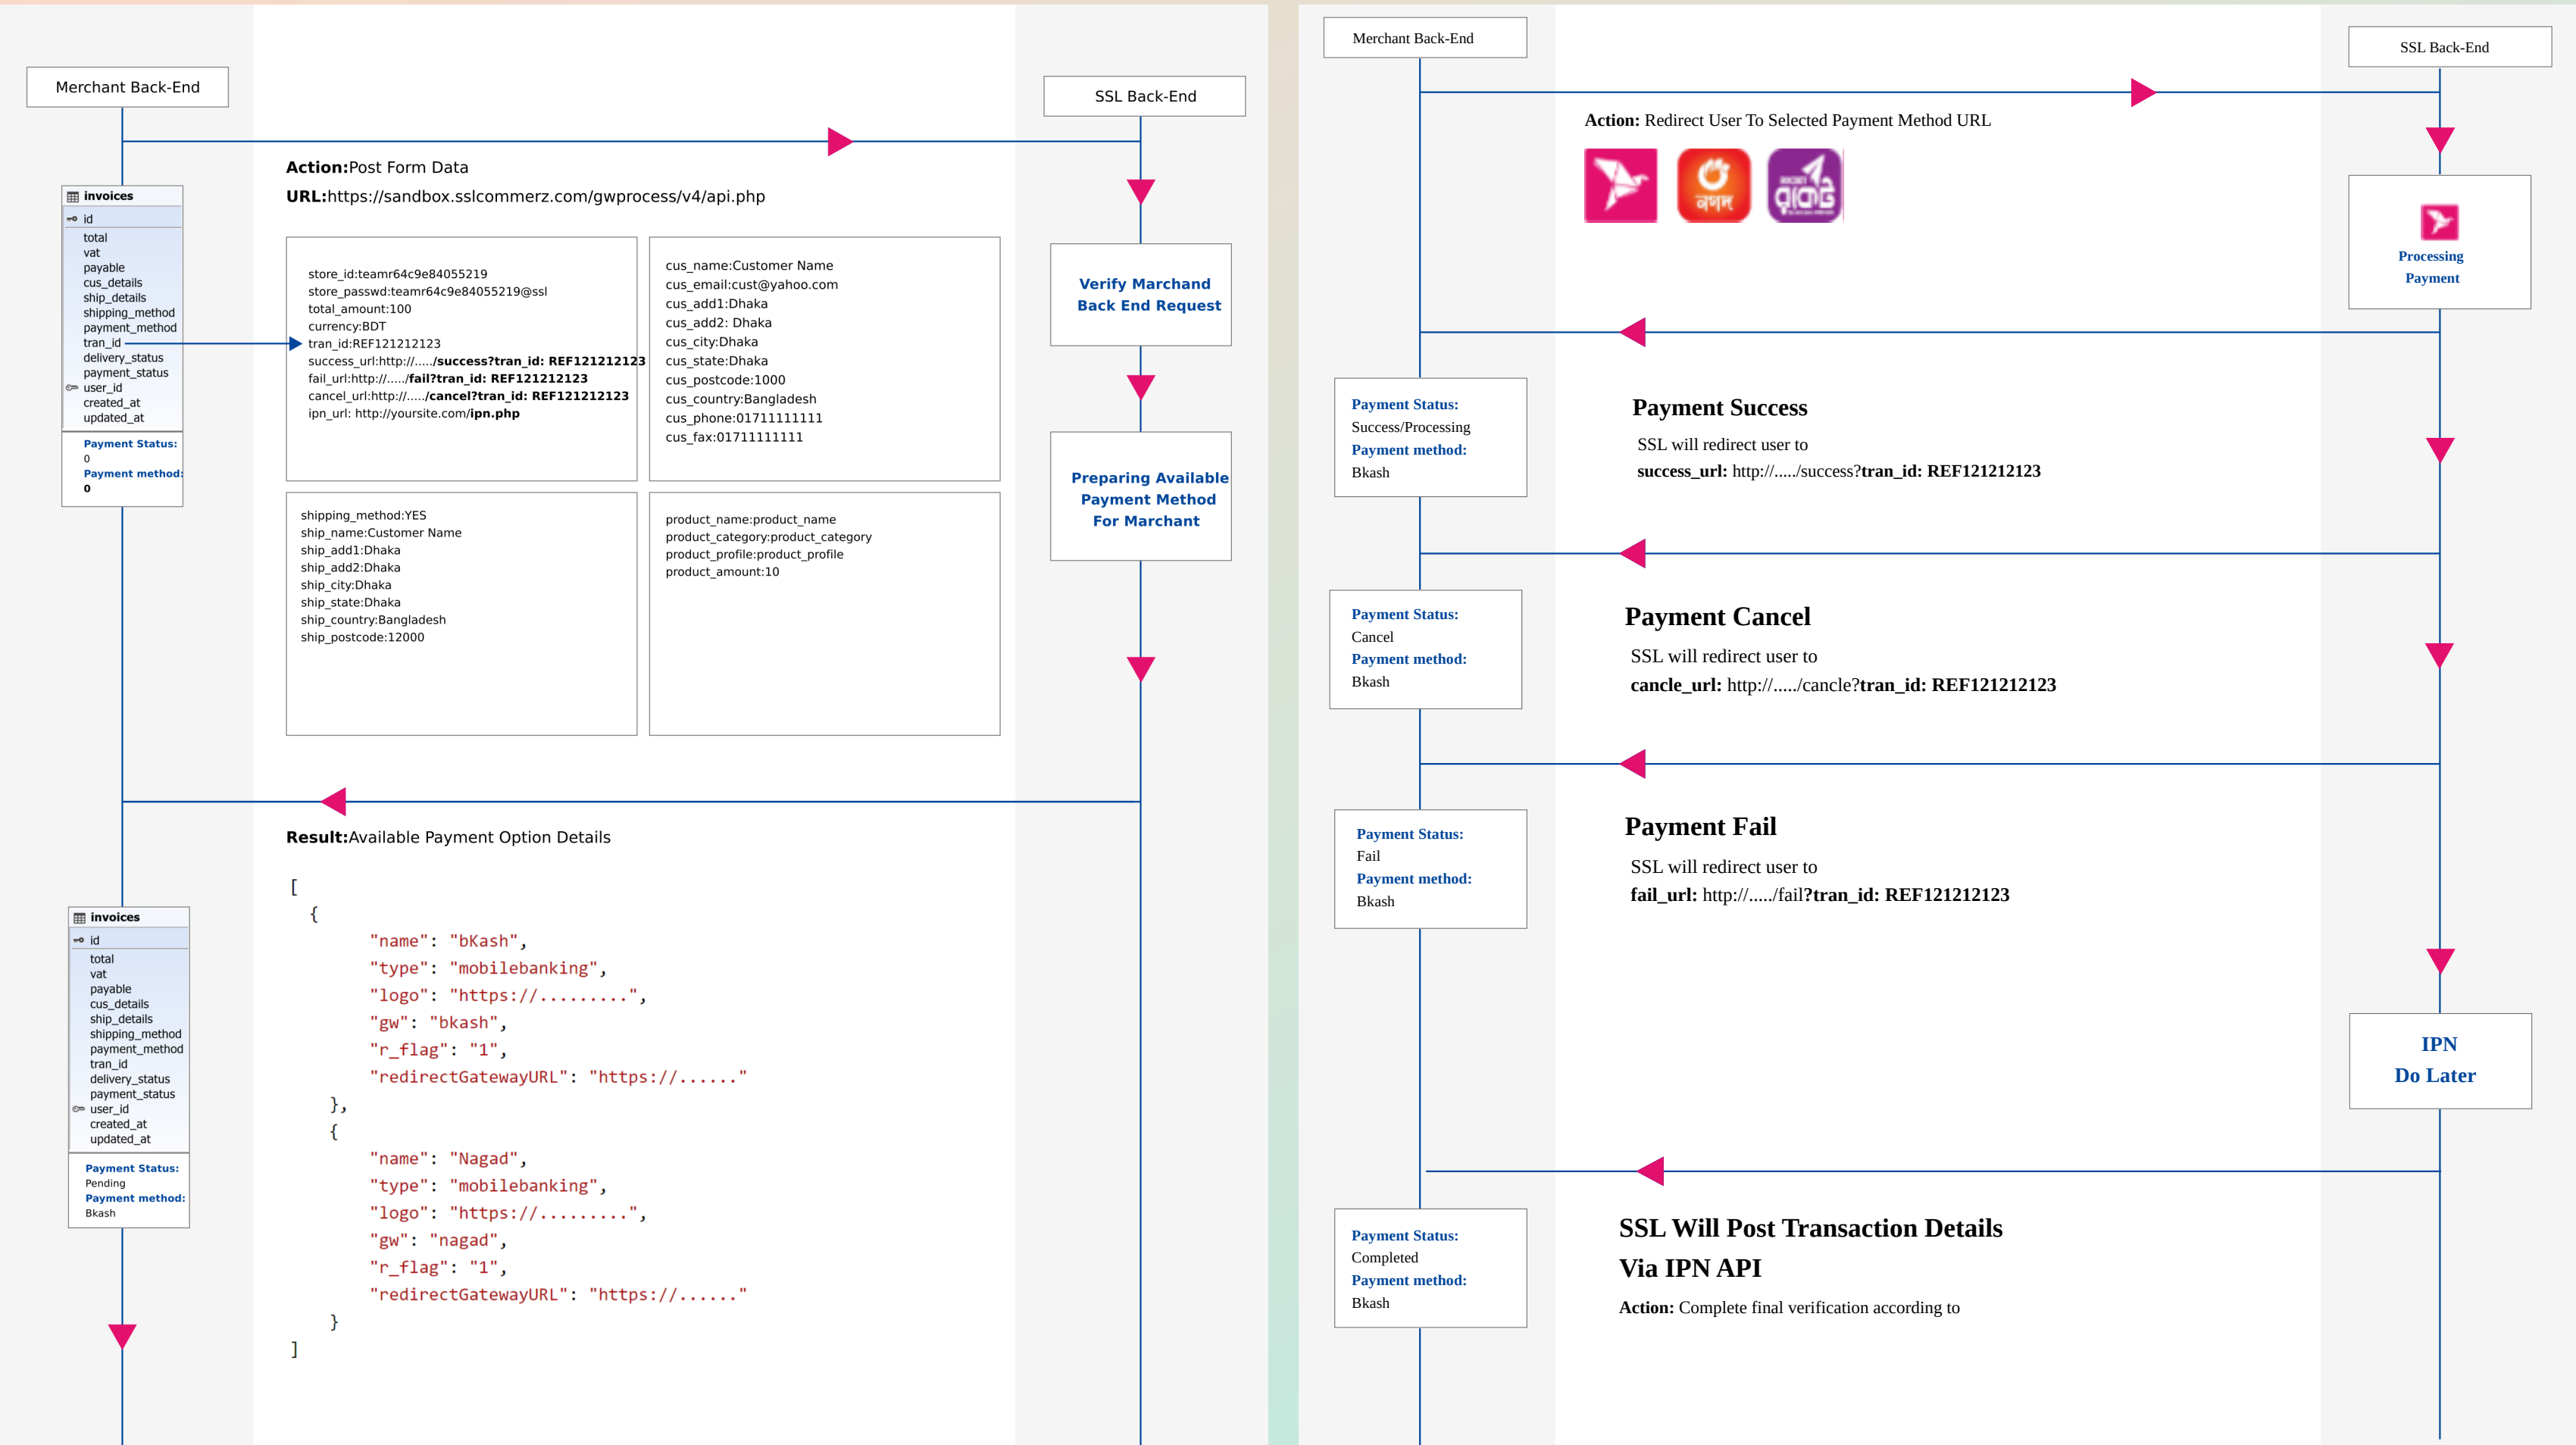 Merchant Back-End
SSL Back-End
Action:Post Form Data
URL:https://sandbox.sslcommerz.com/gwprocess/v4/api.php
invoices
id
total
vat
payable
cus_details
ship_details
shipping_method
payment_method
tran_id
delivery_status
payment_status
user_id
created_at
updated_at
Payment Status:
0
Payment method:
0
store_id:teamr64c9e84055219
store_passwd:teamr64c9e84055219@ssl
total_amount:100
currency:BDT
tran_id:REF121212123
success_url:http://...../success?tran_id: REF121212123
fail_url:http://...../fail?tran_id: REF121212123
cancel_url:http://...../cancel?tran_id: REF121212123
ipn_url: http://yoursite.com/ipn.php
cus_name:Customer Name
cus_email:cust@yahoo.com
cus_add1:Dhaka
cus_add2: Dhaka
cus_city:Dhaka
cus_state:Dhaka
cus_postcode:1000
cus_country:Bangladesh
cus_phone:01711111111
cus_fax:01711111111
shipping_method:YES
ship_name:Customer Name
ship_add1:Dhaka
ship_add2:Dhaka
ship_city:Dhaka
ship_state:Dhaka
ship_country:Bangladesh
ship_postcode:12000
product_name:product_name
product_category:product_category
product_profile:product_profile
product_amount:10
Verify Marchand
Back End Request
Preparing Available
Payment Method
For Marchant
Result:Available Payment Option Details
[
{
"name": "bKash",
"type": "mobilebanking",
"logo": "https://.........",
"gw": "bkash",
"r_flag": "1",
"redirectGatewayURL": "https://......"
},
{
"name": "Nagad",
"type": "mobilebanking",
"logo": "https://.........",
"gw": "nagad",
"r_flag": "1",
"redirectGatewayURL": "https://......"
}
]
invoices
id
total
vat
payable
cus_details
ship_details
shipping_method
payment_method
tran_id
delivery_status
payment_status
user_id
created_at
updated_at
Payment Status:
Pending
Payment method:
Bkash
Merchant Back-End
SSL Back-End
Action: Redirect User To Selected Payment Method URL
নগদ
রকেট
Processing
Payment
Payment Status:
Success/Processing
Payment method:
Bkash
Payment Success
SSL will redirect user to
success_url: http://...../success?tran_id: REF121212123
Payment Status:
Cancel
Payment method:
Bkash
Payment Cancel
SSL will redirect user to
cancle_url: http://...../cancle?tran_id: REF121212123
Payment Status:
Fail
Payment method:
Bkash
Payment Fail
SSL will redirect user to
fail_url: http://...../fail?tran_id: REF121212123
IPN
Do Later
Payment Status:
Completed
Payment method:
Bkash
SSL Will Post Transaction Details
Via IPN API
Action: Complete final verification according to